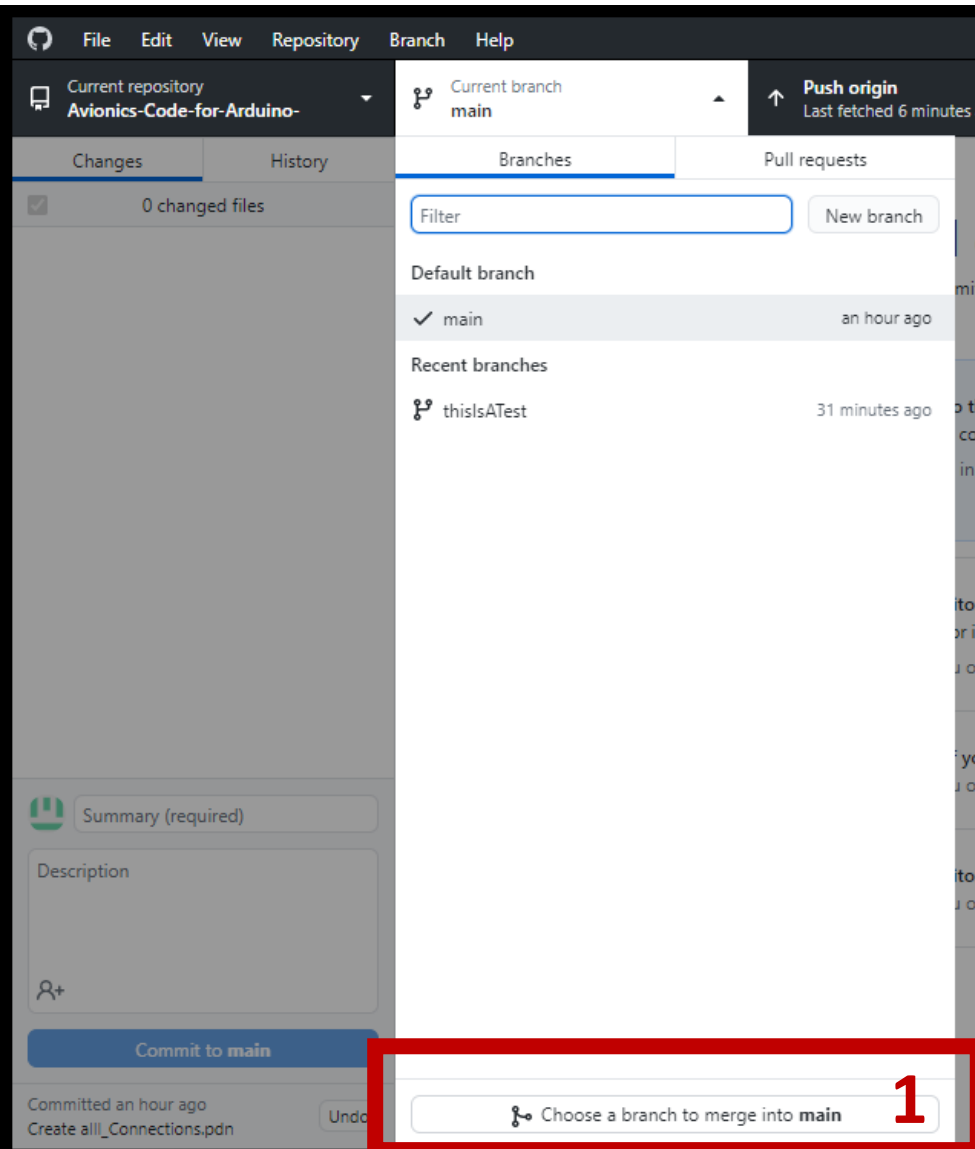 File Edit View Repository Branch Help
Current repository
Avionics-Code-for-Arduino-
Current branch
main
Push origin
Last fetched 6 minutes
Changes
History
Branches
Pull requests
0 changed files
Filter
New branch
Default branch
main
an hour ago
Recent branches
thisIsATest
31 minutes ago
Summary (required)
Description
Commit to main
Committed an hour ago
Create alll_Connections.pdn
Undo
Choose a branch to merge into main
1